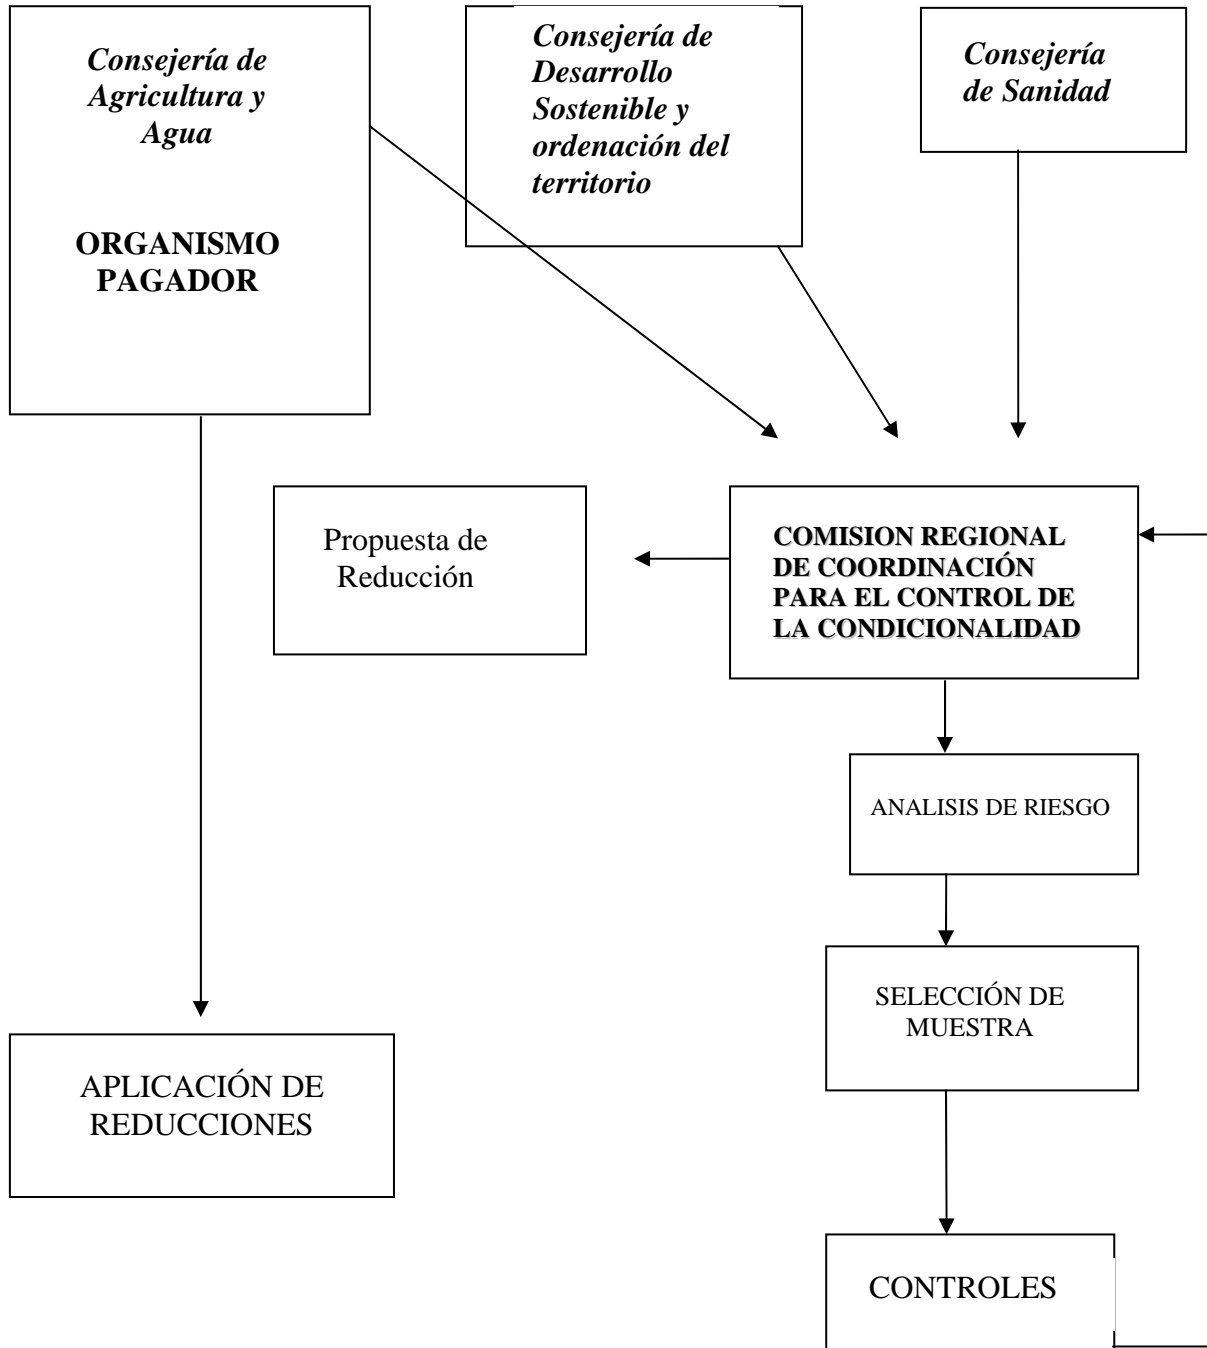 Consejería de
Agricultura y
Agua
ORGANISMO
PAGADOR
Consejería de
Desarrollo
Sostenible y
ordenación del
territorio
Consejería
de Sanidad
Propuesta de
Reducción
COMISION REGIONAL
DE COORDINACIÓN
PARA EL CONTROL DE
LA CONDICIONALIDAD
ANALISIS DE RIESGO
SELECCIÓN DE
MUESTRA
APLICACIÓN DE
REDUCCIONES
CONTROLES